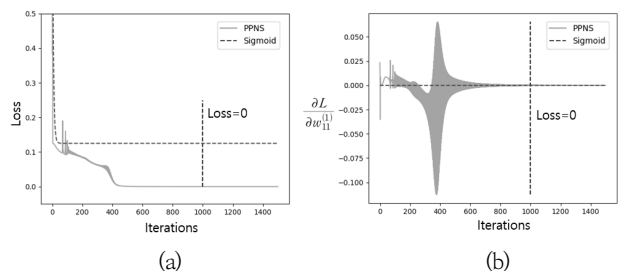 0.5
0.4
0.3
0.2
0.1
0.0
Loss
PPNS
Sigmoid
Loss=0
0 200 400 600 800 1000 1200 1400
Iterations
(a)
0.050
0.025
0.000
−0.025
−0.050
−0.075
−0.100
∂L
∂w₁₁⁽¹⁾
PPNS
Sigmoid
Loss=0
0 200 400 600 800 1000 1200 1400
Iterations
(b)